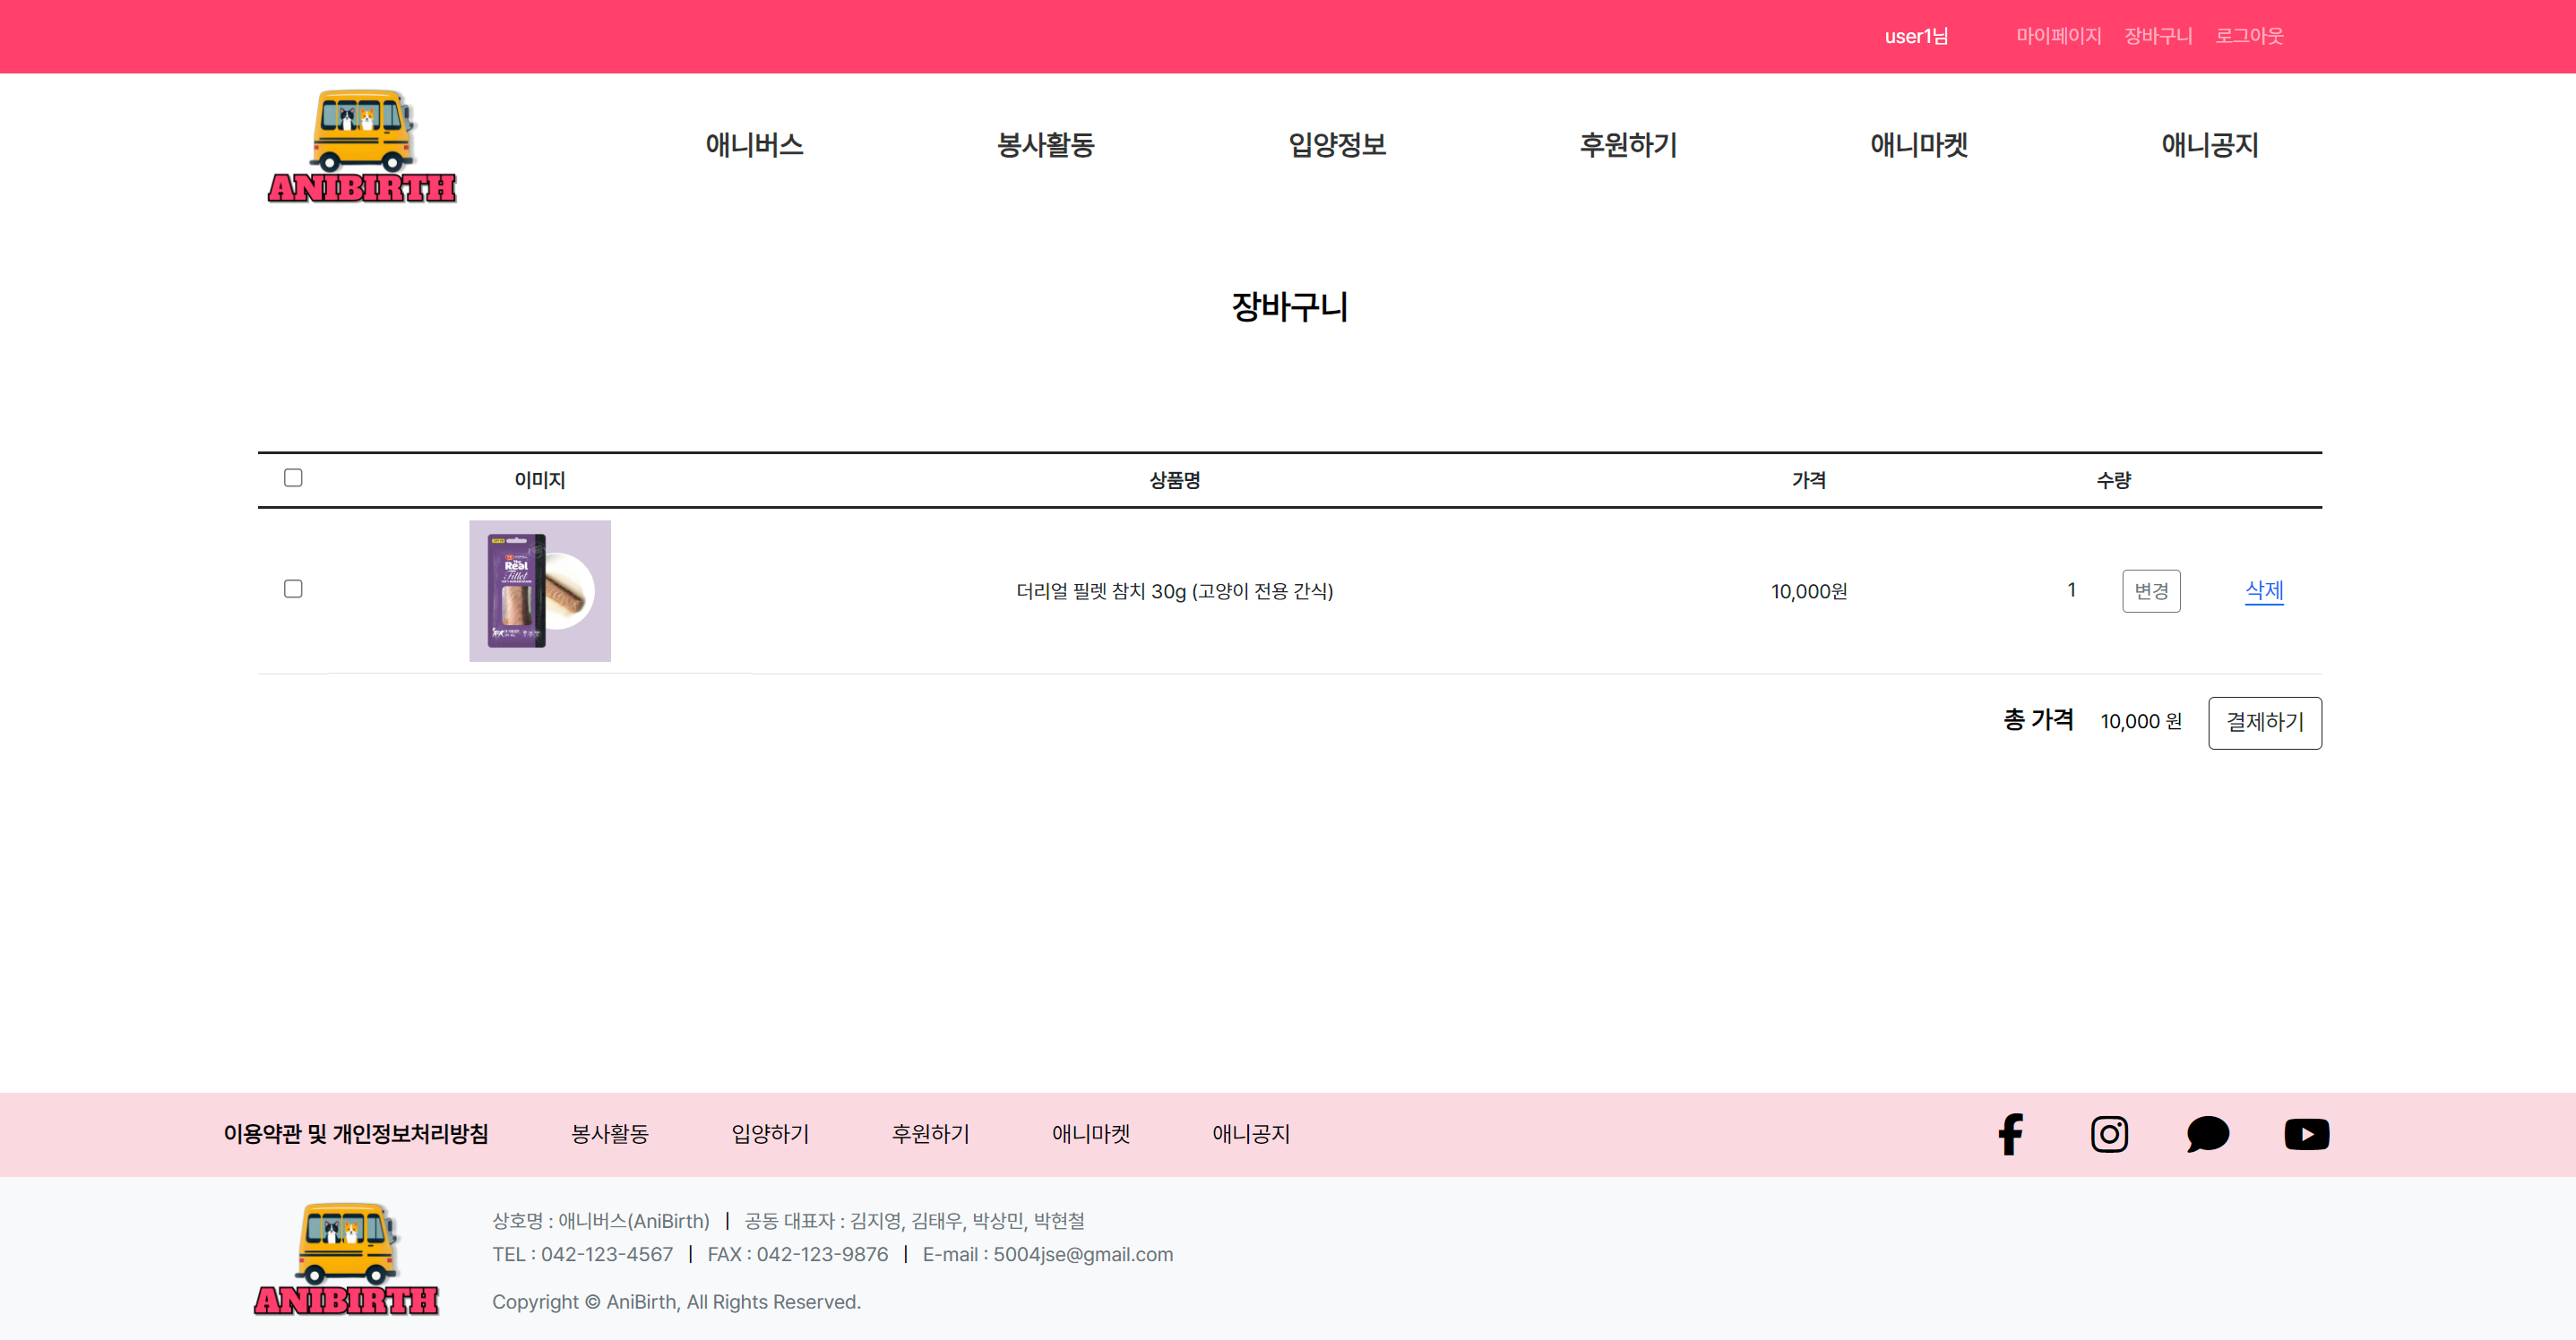 user1님 마이페이지 장바구니 로그아웃
ANIBIRTH
애니버스 봉사활동 입양정보 후원하기 애니마켓 애니공지
장바구니
이미지 상품명 가격 수량
The Real Fillet
더리얼 필렛 참치 30g (고양이 전용 간식) 10,000원 1 변경 삭제
총 가격 10,000 원 결제하기
이용약관 및 개인정보처리방침 봉사활동 입양하기 후원하기 애니마켓 애니공지
ANIBIRTH
상호명 : 애니버스(AniBirth) | 공동 대표자 : 김지영, 김태우, 박상민, 박현철
TEL : 042-123-4567 | FAX : 042-123-9876 | E-mail : 5004jse@gmail.com
Copyright © AniBirth, All Rights Reserved.